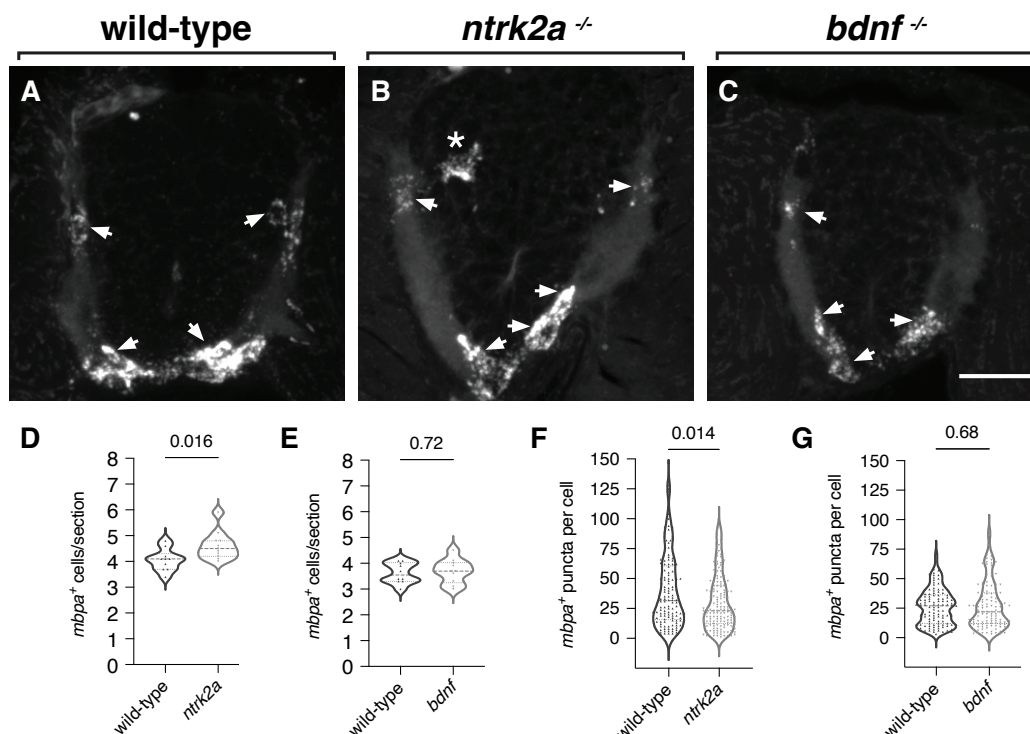 wild-type ntrk2a -/- bdnf -/-
A B C
*
D E F G
0.016 0.72 0.014 0.68
mbpa+ cells/section
8
7
6
5
4
3
2
1
0
wild-type
ntrk2a
mbpa+ cells/section
8
7
6
5
4
3
2
1
0
wild-type
bdnf
mbpa+ puncta per cell
150
125
100
75
50
25
0
wild-type
ntrk2a
mbpa+ puncta per cell
150
125
100
75
50
25
0
wild-type
bdnf